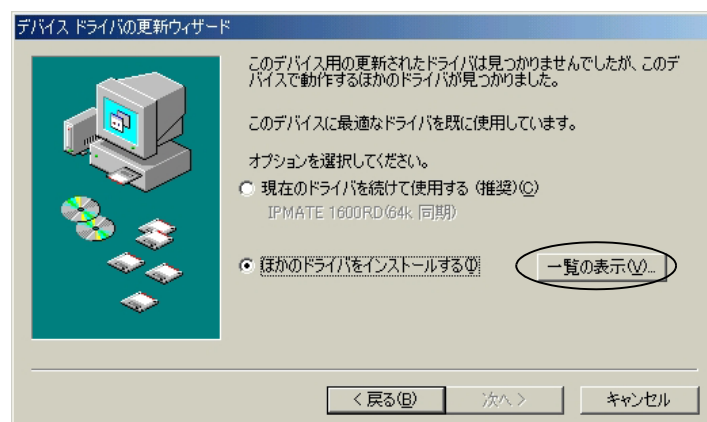 デバイス ドライバの更新ウィザード
このデバイス用の更新されたドライバは見つかりませんでしたが、このデ
バイスで動作するほかのドライバが見つかりました。
このデバイスに最適なドライバを既に使用しています。
オプションを選択してください。
現在のドライバを続けて使用する (推奨)(C)
IPMATE 1600RD(64k 同期)
ほかのドライバをインストールする(I)
一覧の表示(V)...
< 戻る(B)
次へ >
キャンセル